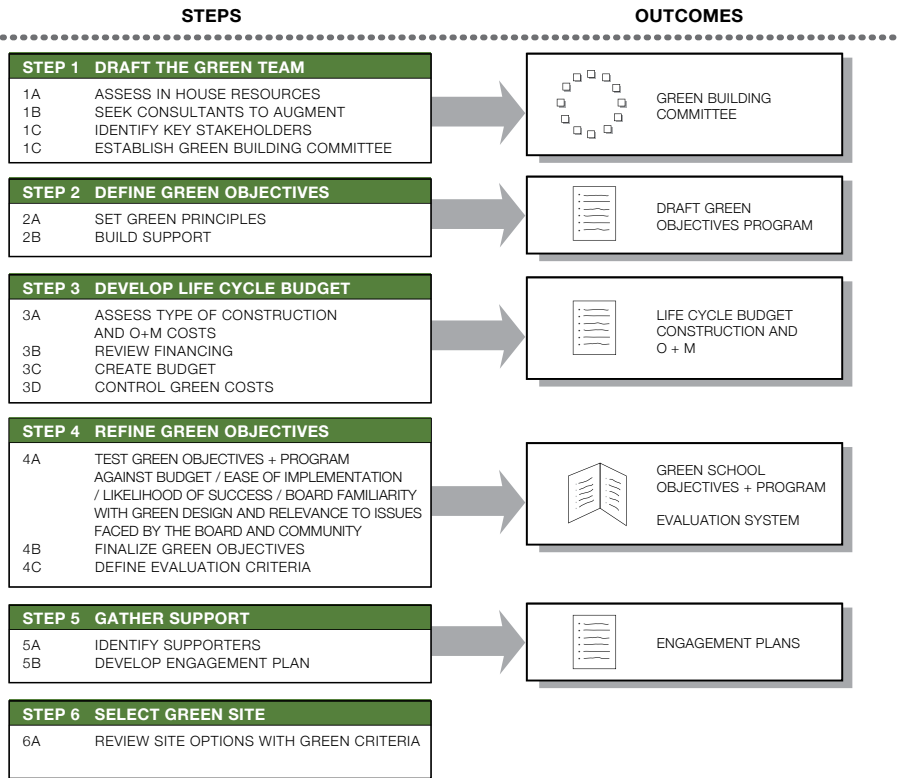 STEPS
OUTCOMES
STEP 1 DRAFT THE GREEN TEAM
1A ASSESS IN HOUSE RESOURCES
1B SEEK CONSULTANTS TO AUGMENT
1C IDENTIFY KEY STAKEHOLDERS
1C ESTABLISH GREEN BUILDING COMMITTEE
GREEN BUILDING
COMMITTEE
STEP 2 DEFINE GREEN OBJECTIVES
2A SET GREEN PRINCIPLES
2B BUILD SUPPORT
DRAFT GREEN
OBJECTIVES PROGRAM
STEP 3 DEVELOP LIFE CYCLE BUDGET
3A ASSESS TYPE OF CONSTRUCTION
AND O+M COSTS
3B REVIEW FINANCING
3C CREATE BUDGET
3D CONTROL GREEN COSTS
LIFE CYCLE BUDGET
CONSTRUCTION AND
O + M
STEP 4 REFINE GREEN OBJECTIVES
4A TEST GREEN OBJECTIVES + PROGRAM
AGAINST BUDGET / EASE OF IMPLEMENTATION
/ LIKELIHOOD OF SUCCESS / BOARD FAMILIARITY
WITH GREEN DESIGN AND RELEVANCE TO ISSUES
FACED BY THE BOARD AND COMMUNITY
4B FINALIZE GREEN OBJECTIVES
4C DEFINE EVALUATION CRITERIA
GREEN SCHOOL
OBJECTIVES + PROGRAM
EVALUATION SYSTEM
STEP 5 GATHER SUPPORT
5A IDENTIFY SUPPORTERS
5B DEVELOP ENGAGEMENT PLAN
ENGAGEMENT PLANS
STEP 6 SELECT GREEN SITE
6A REVIEW SITE OPTIONS WITH GREEN CRITERIA